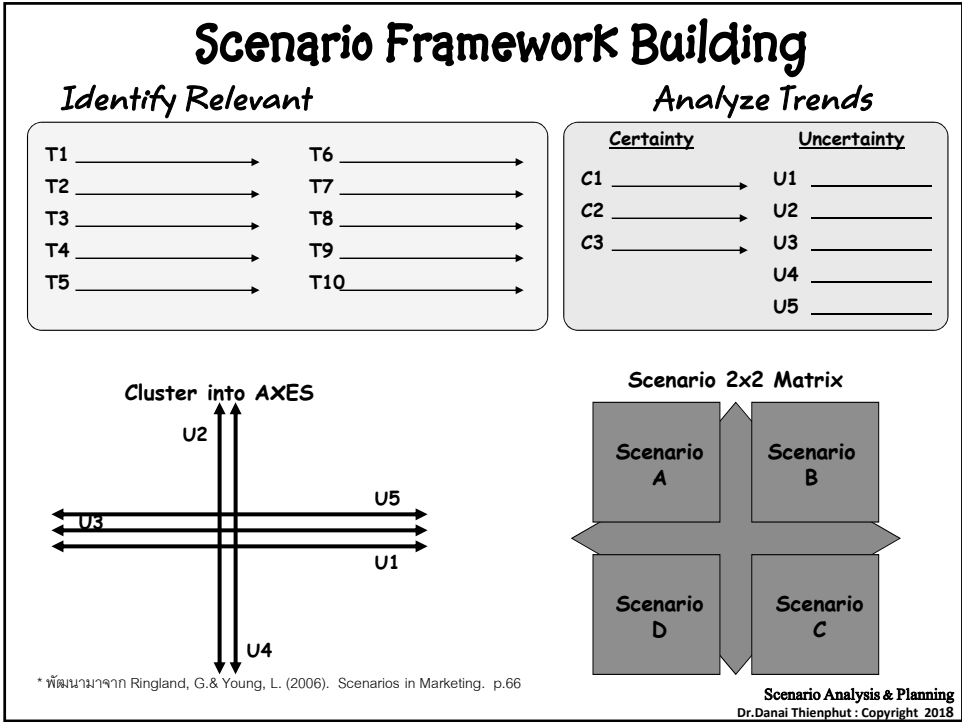 Scenario Framework Building
Identify Relevant
T1
T2
T3
T4
T5
T6
T7
T8
T9
T10
Analyze Trends
Certainty
C1
C2
C3
Uncertainty
U1
U2
U3
U4
U5
Cluster into AXES
U2
U5
U3
U1
U4
Scenario 2x2 Matrix
Scenario
A
Scenario
B
Scenario
D
Scenario
C
* พัฒนามาจาก Ringland, G.& Young, L. (2006). Scenarios in Marketing. p.66
Scenario Analysis & Planning
Dr.Danai Thienphut : Copyright 2018